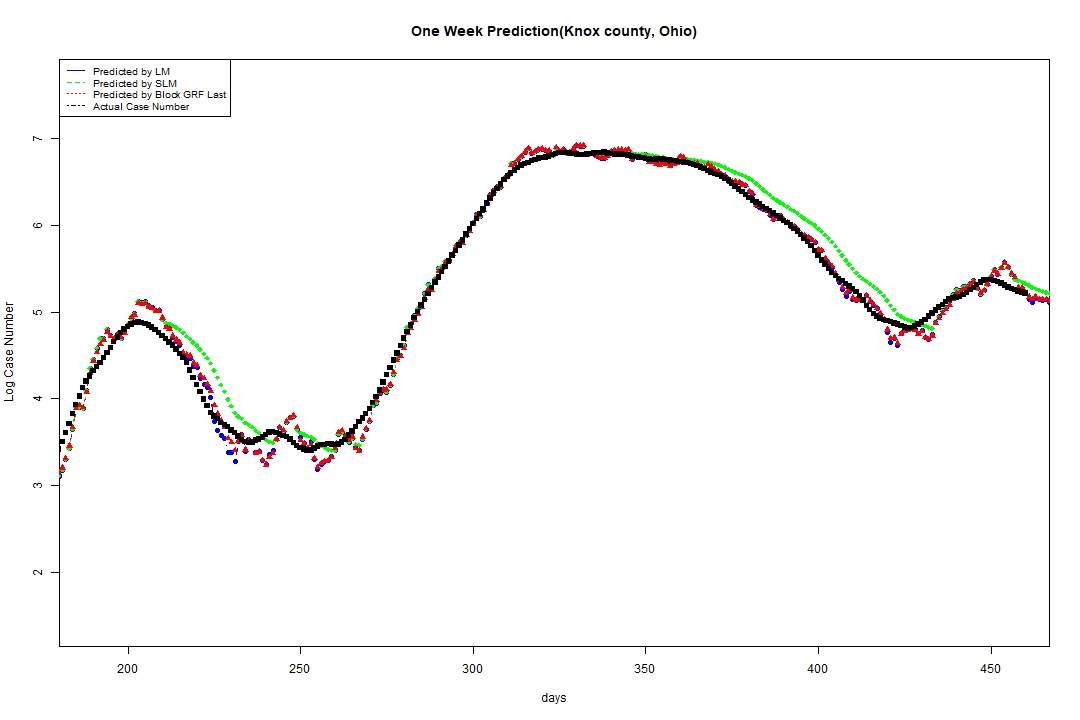 One Week Prediction(Knox county, Ohio)
Predicted by LM
Predicted by SLM
Predicted by Block GRF Last
Actual Case Number
7
6
5
4
3
2
Log Case Number
200 250 300 350 400 450
days